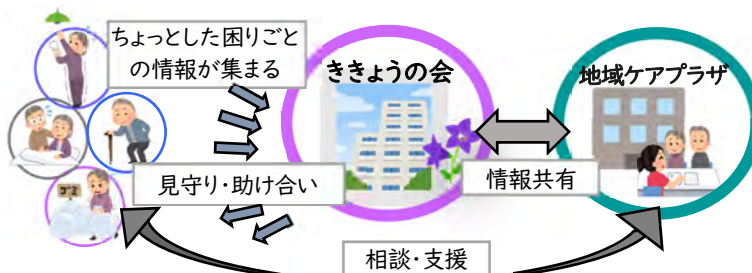 ちょっとした困りごと
の情報が集まる
ききょうの会
地域ケアプラザ
見守り・助け合い
情報共有
ゴミ
相談・支援